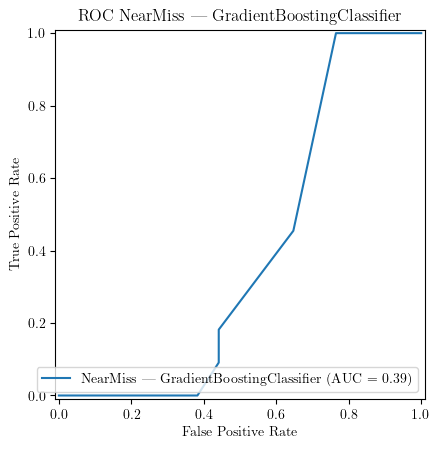 ROC NearMiss — GradientBoostingClassifier
True Positive Rate
1.0
0.8
0.6
0.4
0.2
0.0
NearMiss — GradientBoostingClassifier (AUC = 0.39)
0.0 0.2 0.4 0.6 0.8 1.0
False Positive Rate